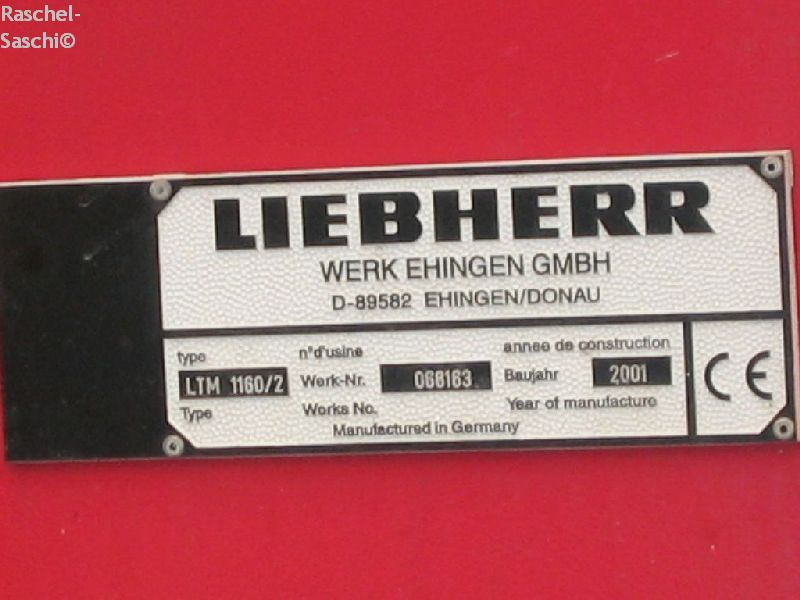 Raschel-
Saschi©
LIEBHERR
WERK EHINGEN GMBH
D-89582 EHINGEN/DONAU
type n°d'usine annee de construction
LTM 1160/2 Werk-Nr. 068163 Baujahr 2001
Type Works No. Year of manufacture
Manufactured in Germany
CE